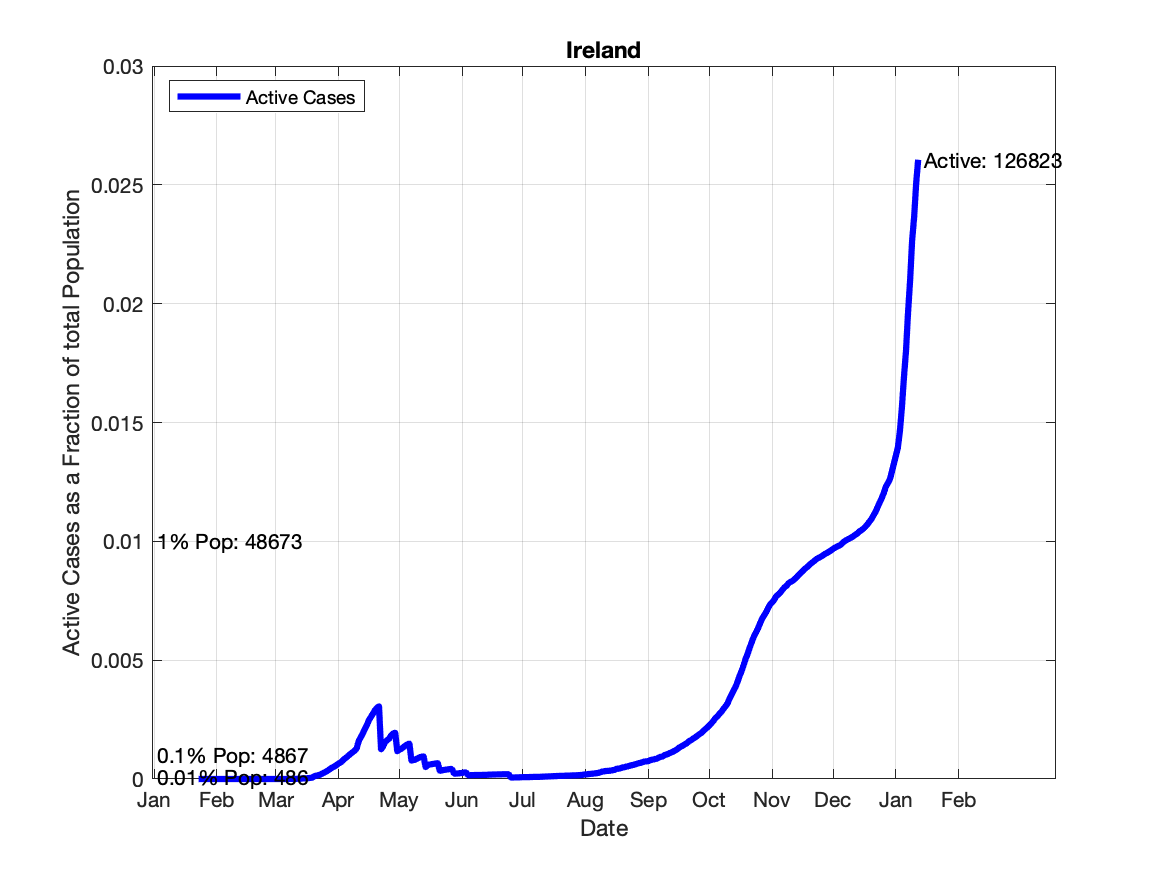 Ireland
0.03
Active Cases
Active: 126823
0.025
0.02
0.015
0.01
1% Pop: 48673
0.005
0.1% Pop: 4867
0
0.01% Pop: 486
Jan Feb Mar Apr May Jun Jul Aug Sep Oct Nov Dec Jan Feb
Date
Active Cases as a Fraction of total Population